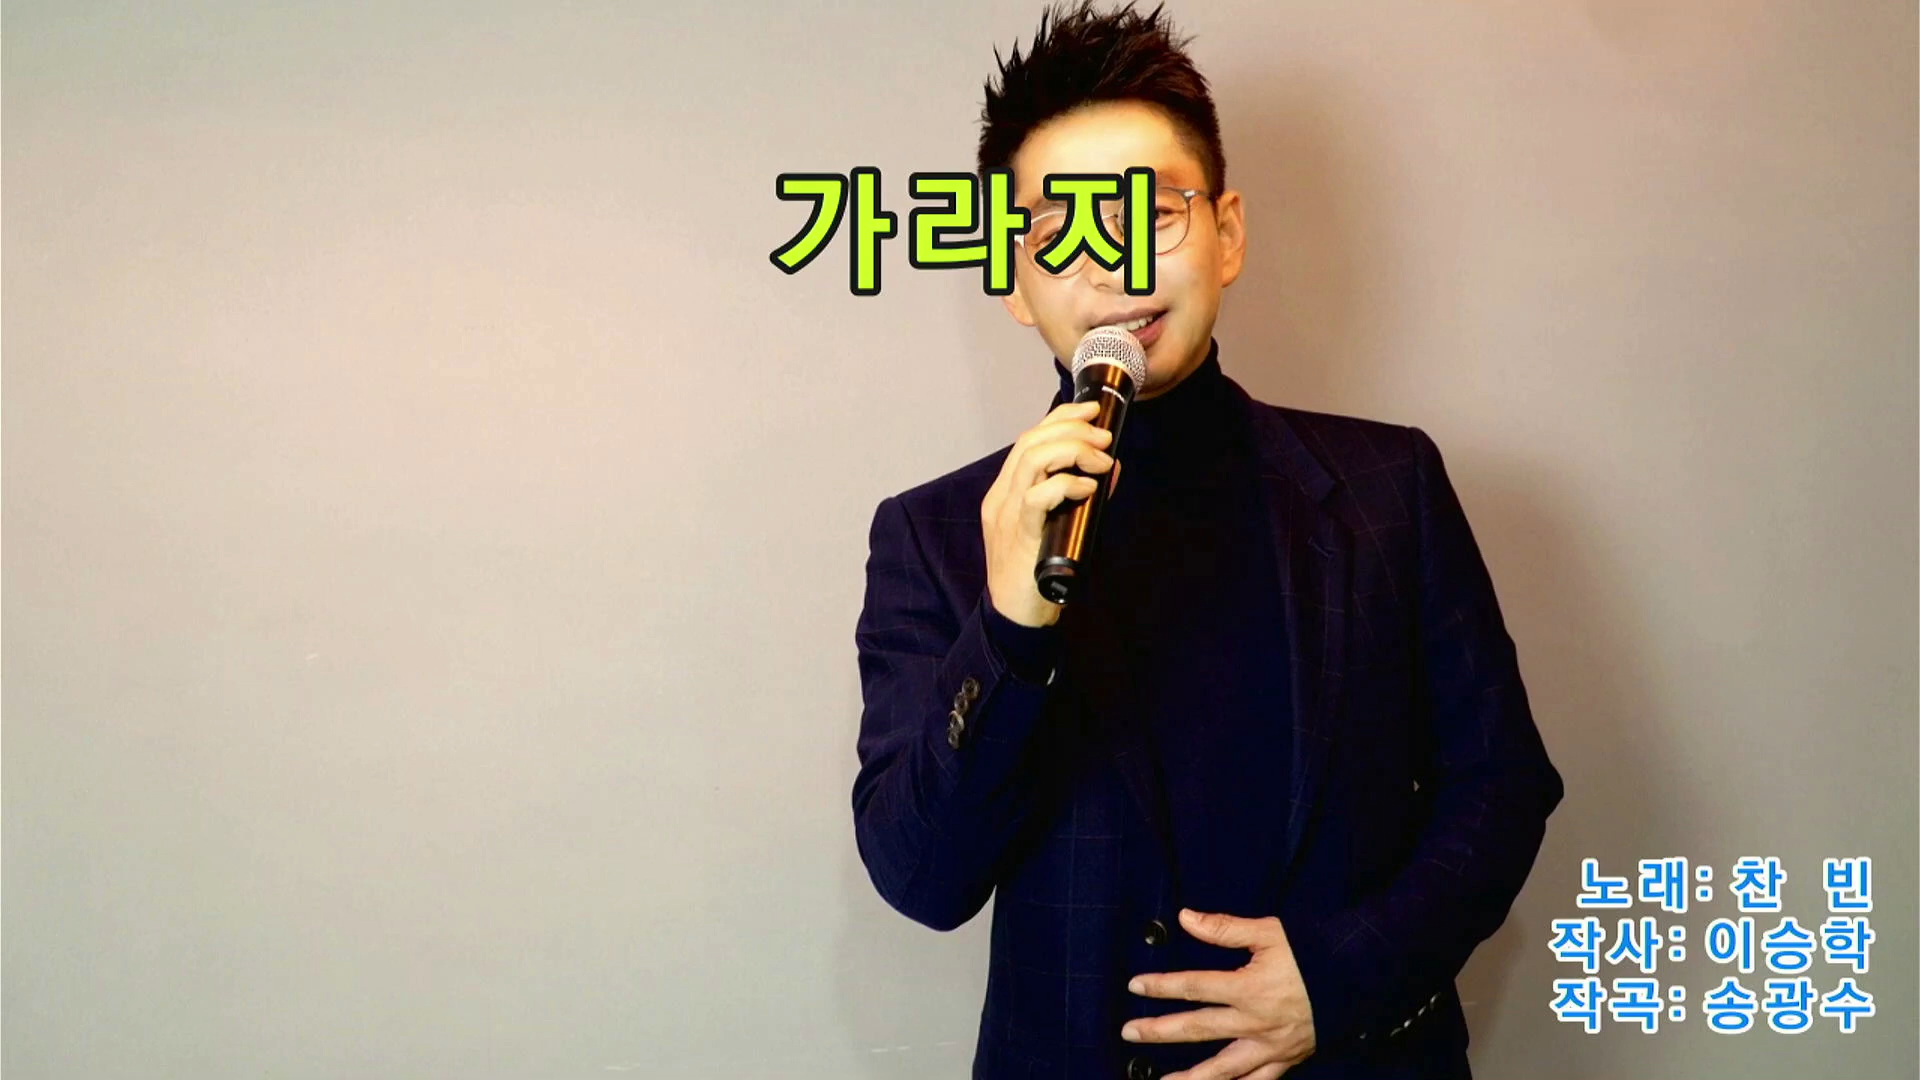 가라지
노래: 찬 빈
작사: 이승학
작곡: 송광수